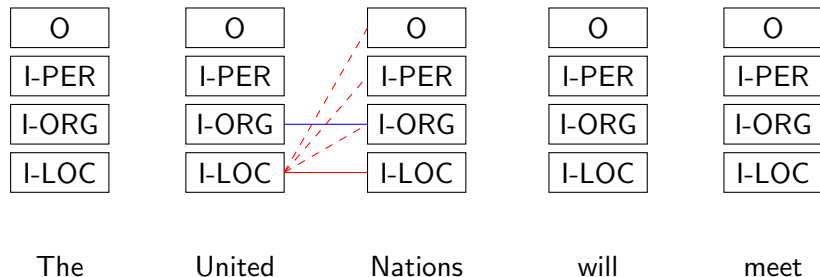 O O O O O
I-PER I-PER I-PER I-PER I-PER
I-ORG I-ORG I-ORG I-ORG I-ORG
I-LOC I-LOC I-LOC I-LOC I-LOC
The United Nations will meet